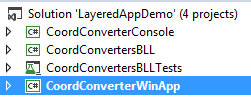 Solution 'LayeredAppDemo' (4 projects)
C# CoordConverterConsole
C# CoordConvertersBLL
CoordConvertersBLLTests
C# CoordConverterWinApp